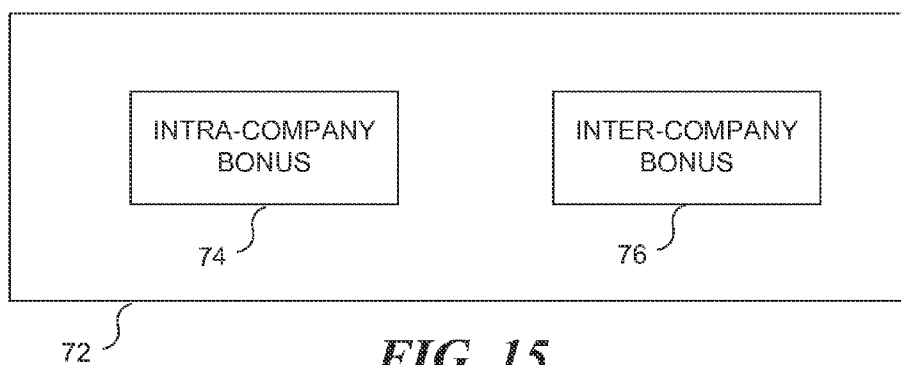 INTRA-COMPANY
BONUS
INTER-COMPANY
BONUS
74
76
72
FIG. 15